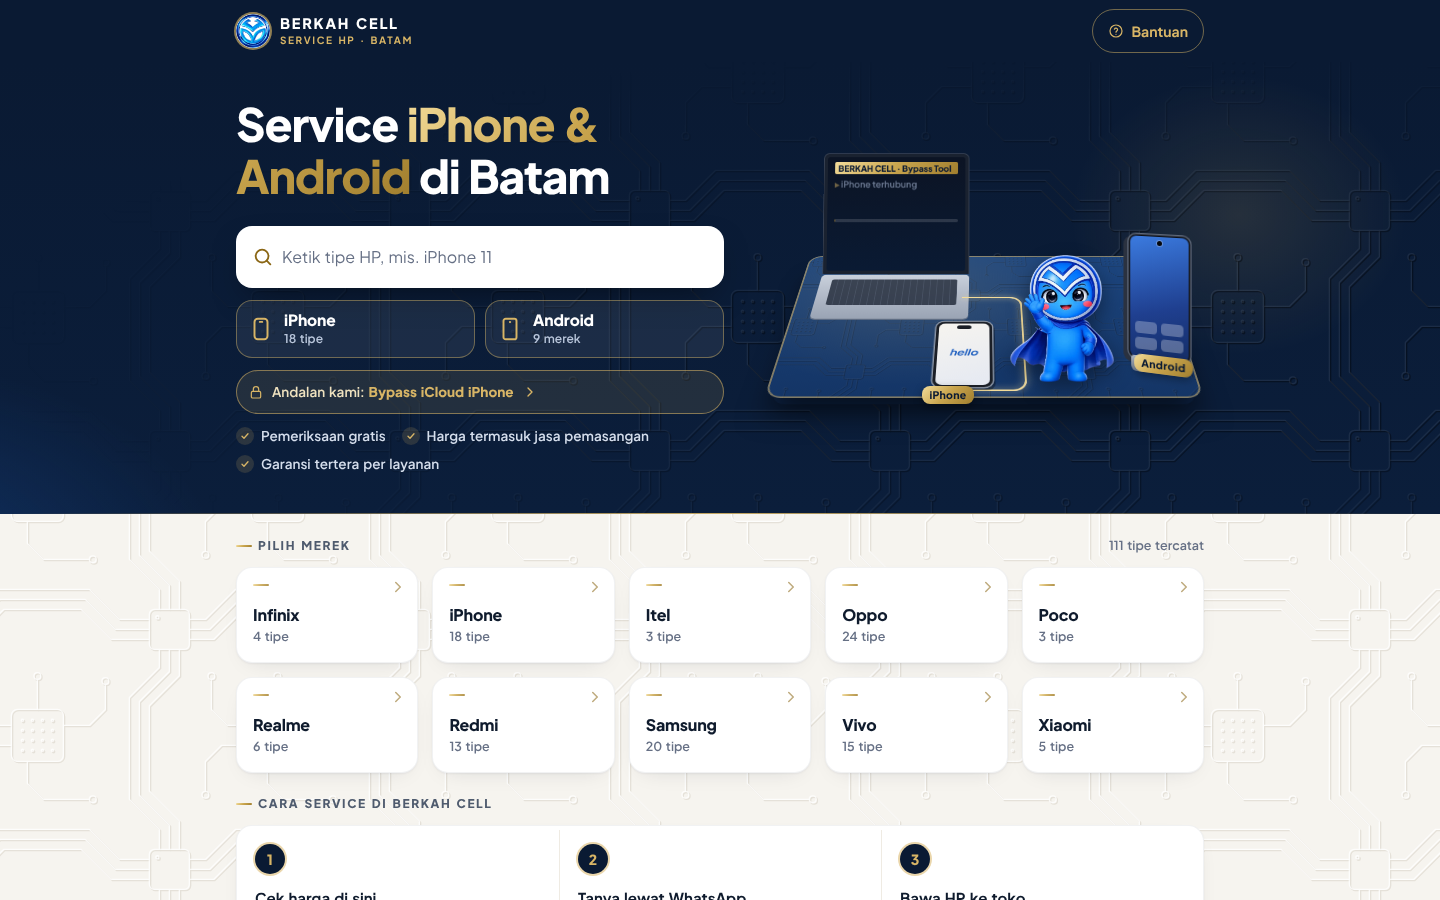 BERKAH CELL
SERVICE HP · BATAM
Bantuan
Service iPhone &
Android di Batam
Ketik tipe HP, mis. iPhone 11
iPhone
18 tipe
Android
9 merek
Andalan kami: Bypass iCloud iPhone
Pemeriksaan gratis
Harga termasuk jasa pemasangan
Garansi tertera per layanan
BERKAH CELL · Bypass Tool
▸ iPhone terhubung
hello
iPhone
Android
PILIH MEREK
111 tipe tercatat
Infinix
4 tipe
iPhone
18 tipe
Itel
3 tipe
Oppo
24 tipe
Poco
3 tipe
Realme
6 tipe
Redmi
13 tipe
Samsung
20 tipe
Vivo
15 tipe
Xiaomi
5 tipe
CARA SERVICE DI BERKAH CELL
1
Cek harga di sini
2
Tanya lewat WhatsApp
3
Bawa HP ke toko